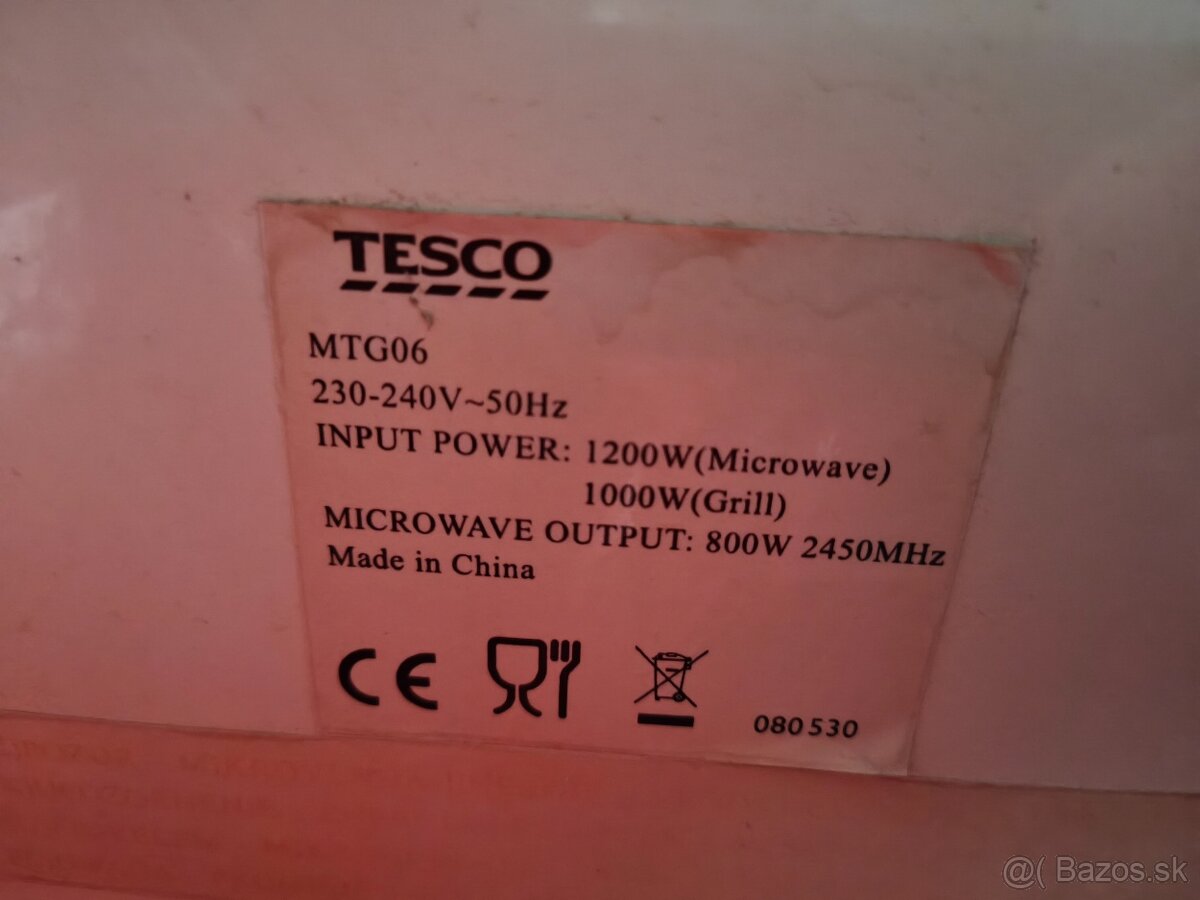 TESCO
MTG06
230-240V~50Hz
INPUT POWER: 1200W(Microwave)
1000W(Grill)
MICROWAVE OUTPUT: 800W 2450MHz
Made in China
CE
080530
@( Bazos.sk